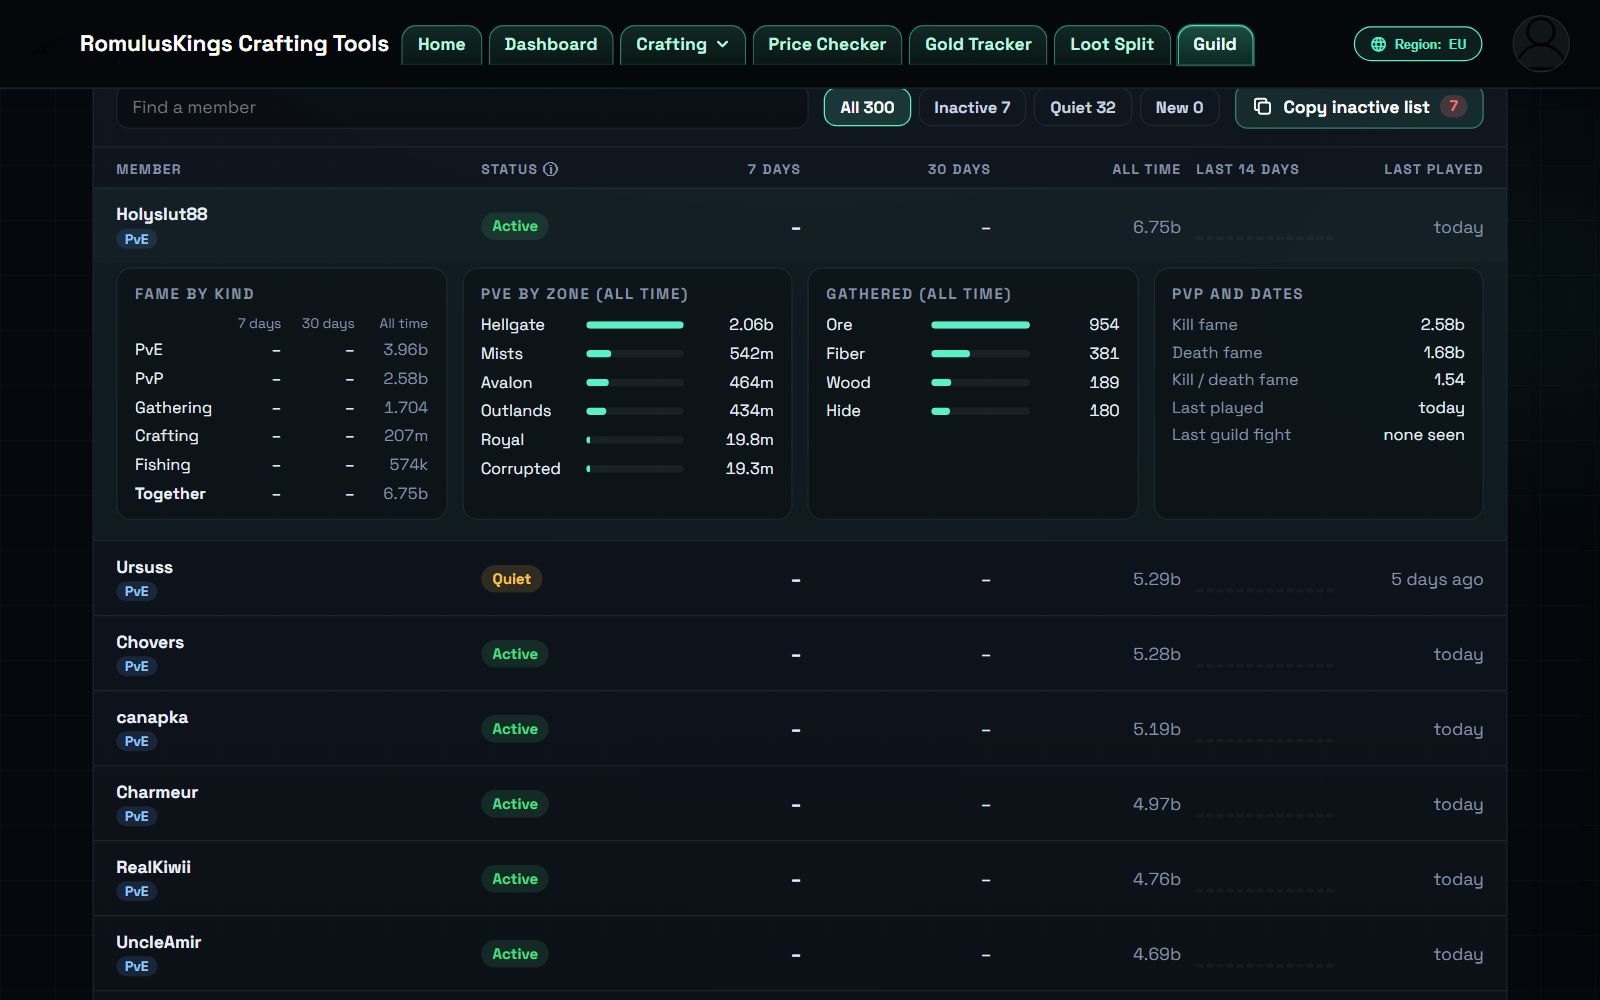 RomulusKings Crafting Tools
Home
Dashboard
Crafting
Price Checker
Gold Tracker
Loot Split
Guild
Region: EU
Find a member
All 300
Inactive 7
Quiet 32
New 0
Copy inactive list 7
MEMBER STATUS 7 DAYS 30 DAYS ALL TIME LAST 14 DAYS LAST PLAYED
Holyslut88
PvE
Active – – 6.75b today
FAME BY KIND
7 days 30 days All time
PvE – – 3.96b
PvP – – 2.58b
Gathering – – 1.704
Crafting – – 207m
Fishing – – 574k
Together – – 6.75b
PVE BY ZONE (ALL TIME)
Hellgate 2.06b
Mists 542m
Avalon 464m
Outlands 434m
Royal 19.8m
Corrupted 19.3m
GATHERED (ALL TIME)
Ore 954
Fiber 381
Wood 189
Hide 180
PVP AND DATES
Kill fame 2.58b
Death fame 1.68b
Kill / death fame 1.54
Last played today
Last guild fight none seen
Ursuss
PvE
Quiet – – 5.29b 5 days ago
Chovers
PvE
Active – – 5.28b today
canapka
PvE
Active – – 5.19b today
Charmeur
PvE
Active – – 4.97b today
RealKiwii
PvE
Active – – 4.76b today
UncleAmir
PvE
Active – – 4.69b today